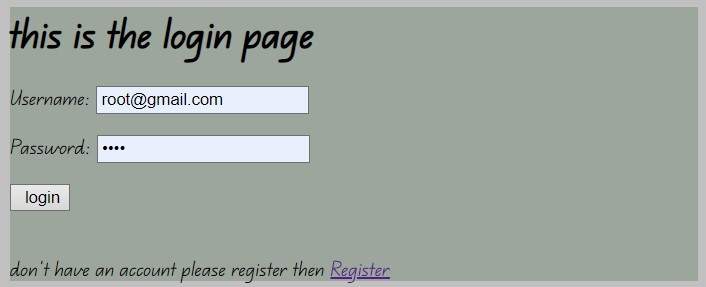 this is the login page
Username: root@gmail.com
Password: ••••
login
don't have an account please register then Register